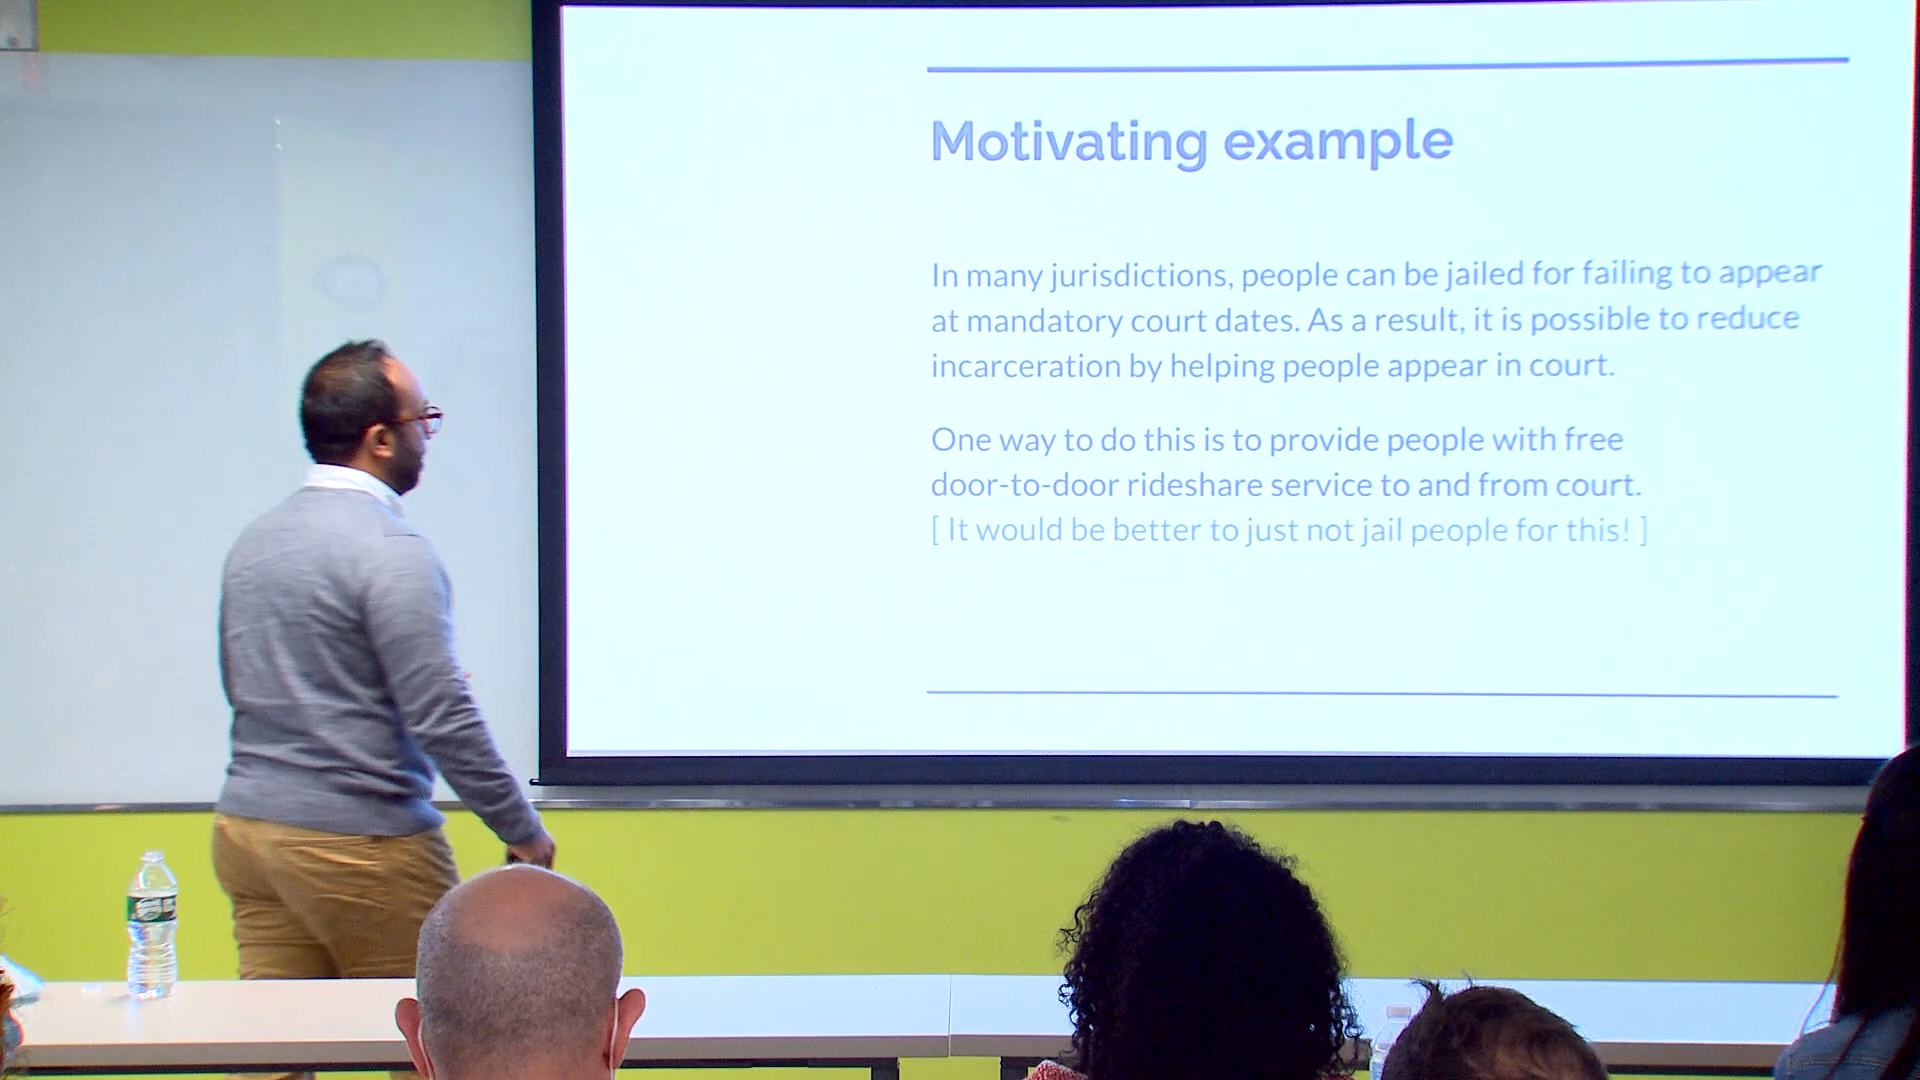 Motivating example
In many jurisdictions, people can be jailed for failing to appear
at mandatory court dates. As a result, it is possible to reduce
incarceration by helping people appear in court.
One way to do this is to provide people with free
door-to-door rideshare service to and from court.
[ It would be better to just not jail people for this! ]